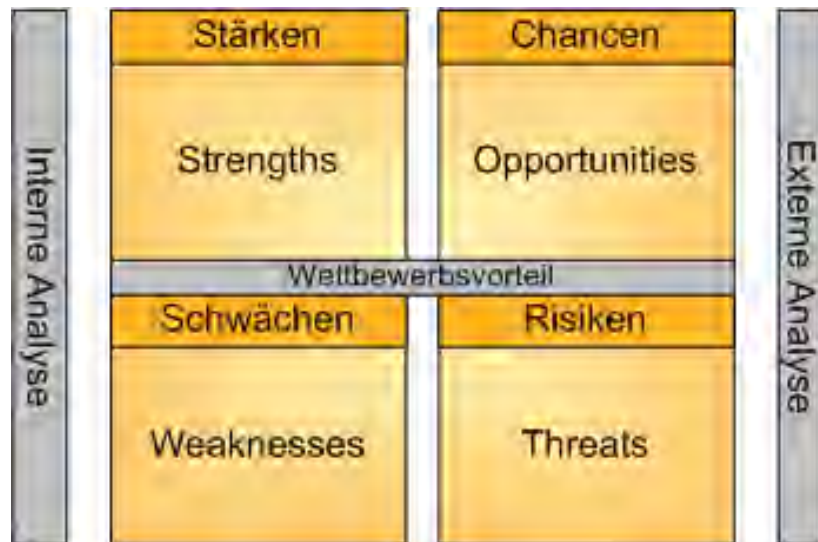 Interne Analyse
Stärken
Strengths
Chancen
Opportunities
Wettbewerbsvorteil
Schwächen
Weaknesses
Risiken
Threats
Externe Analyse